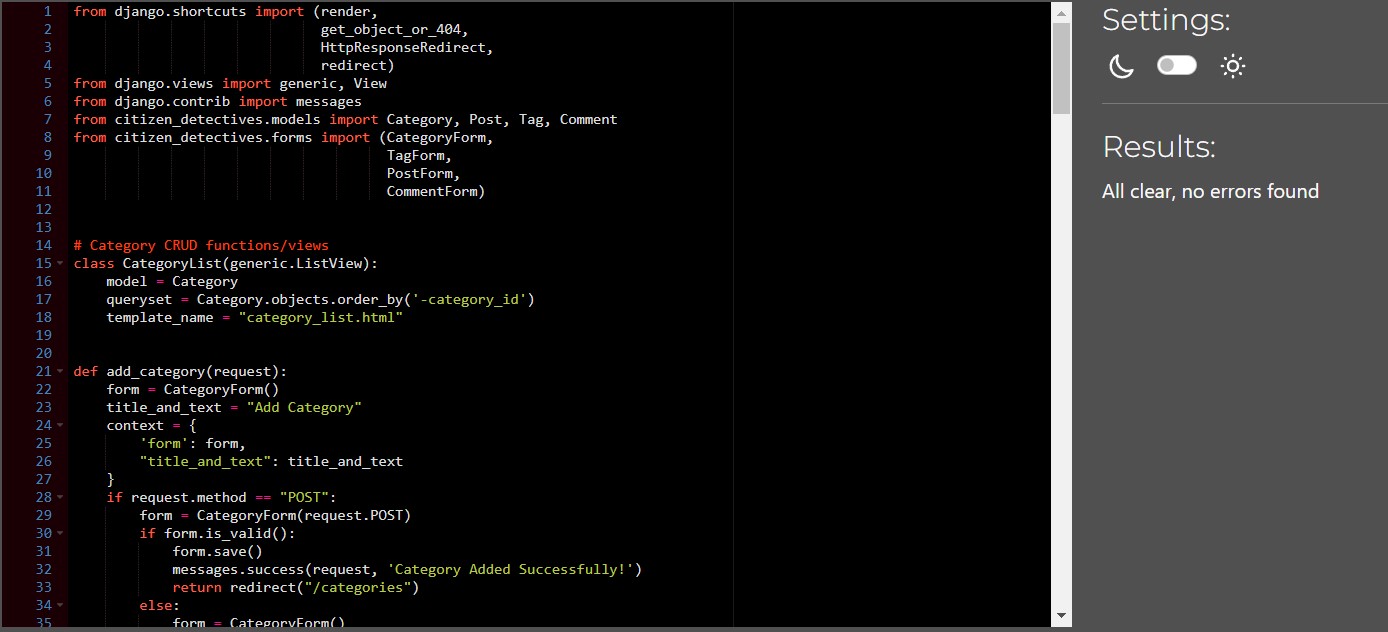 1 from django.shortcuts import (render,
2                               get_object_or_404,
3                               HttpResponseRedirect,
4                               redirect)
5 from django.views import generic, View
6 from django.contrib import messages
7 from citizen_detectives.models import Category, Post, Tag, Comment
8 from citizen_detectives.forms import (CategoryForm,
9                                       TagForm,
10                                       PostForm,
11                                       CommentForm)
12
13
14 # Category CRUD functions/views
15 class CategoryList(generic.ListView):
16     model = Category
17     queryset = Category.objects.order_by('-category_id')
18     template_name = "category_list.html"
19
20
21 def add_category(request):
22     form = CategoryForm()
23     title_and_text = "Add Category"
24     context = {
25         'form': form,
26         "title_and_text": title_and_text
27     }
28     if request.method == "POST":
29         form = CategoryForm(request.POST)
30         if form.is_valid():
31             form.save()
32             messages.success(request, 'Category Added Successfully!')
33             return redirect("/categories")
34         else:
35             form = CategoryForm()
Settings:
Results:
All clear, no errors found